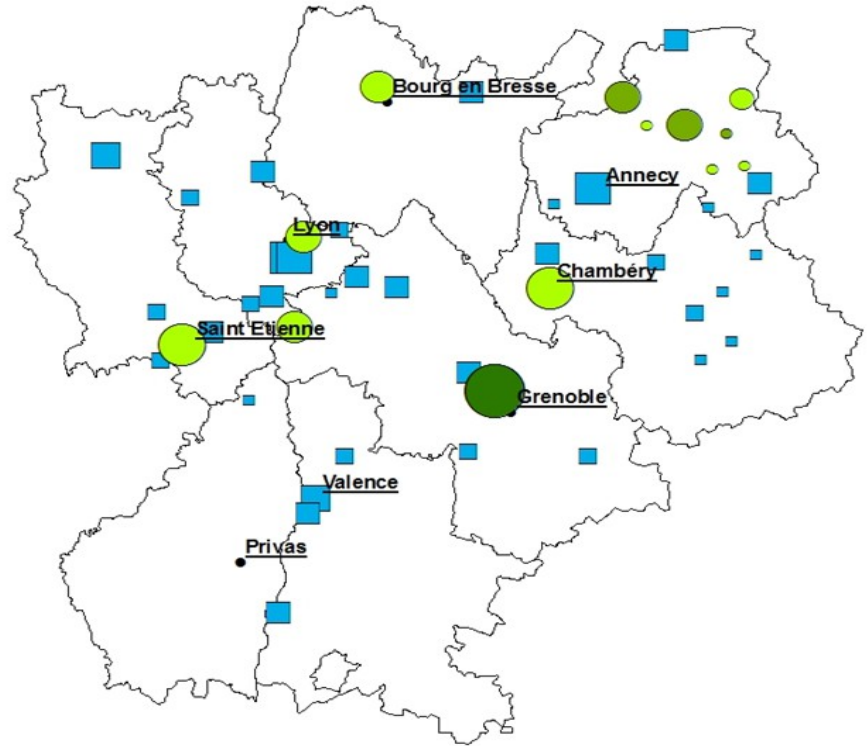 Bourg en Bresse
Annecy
Lyon
Chambéry
Saint Etienne
Grenoble
Valence
Privas